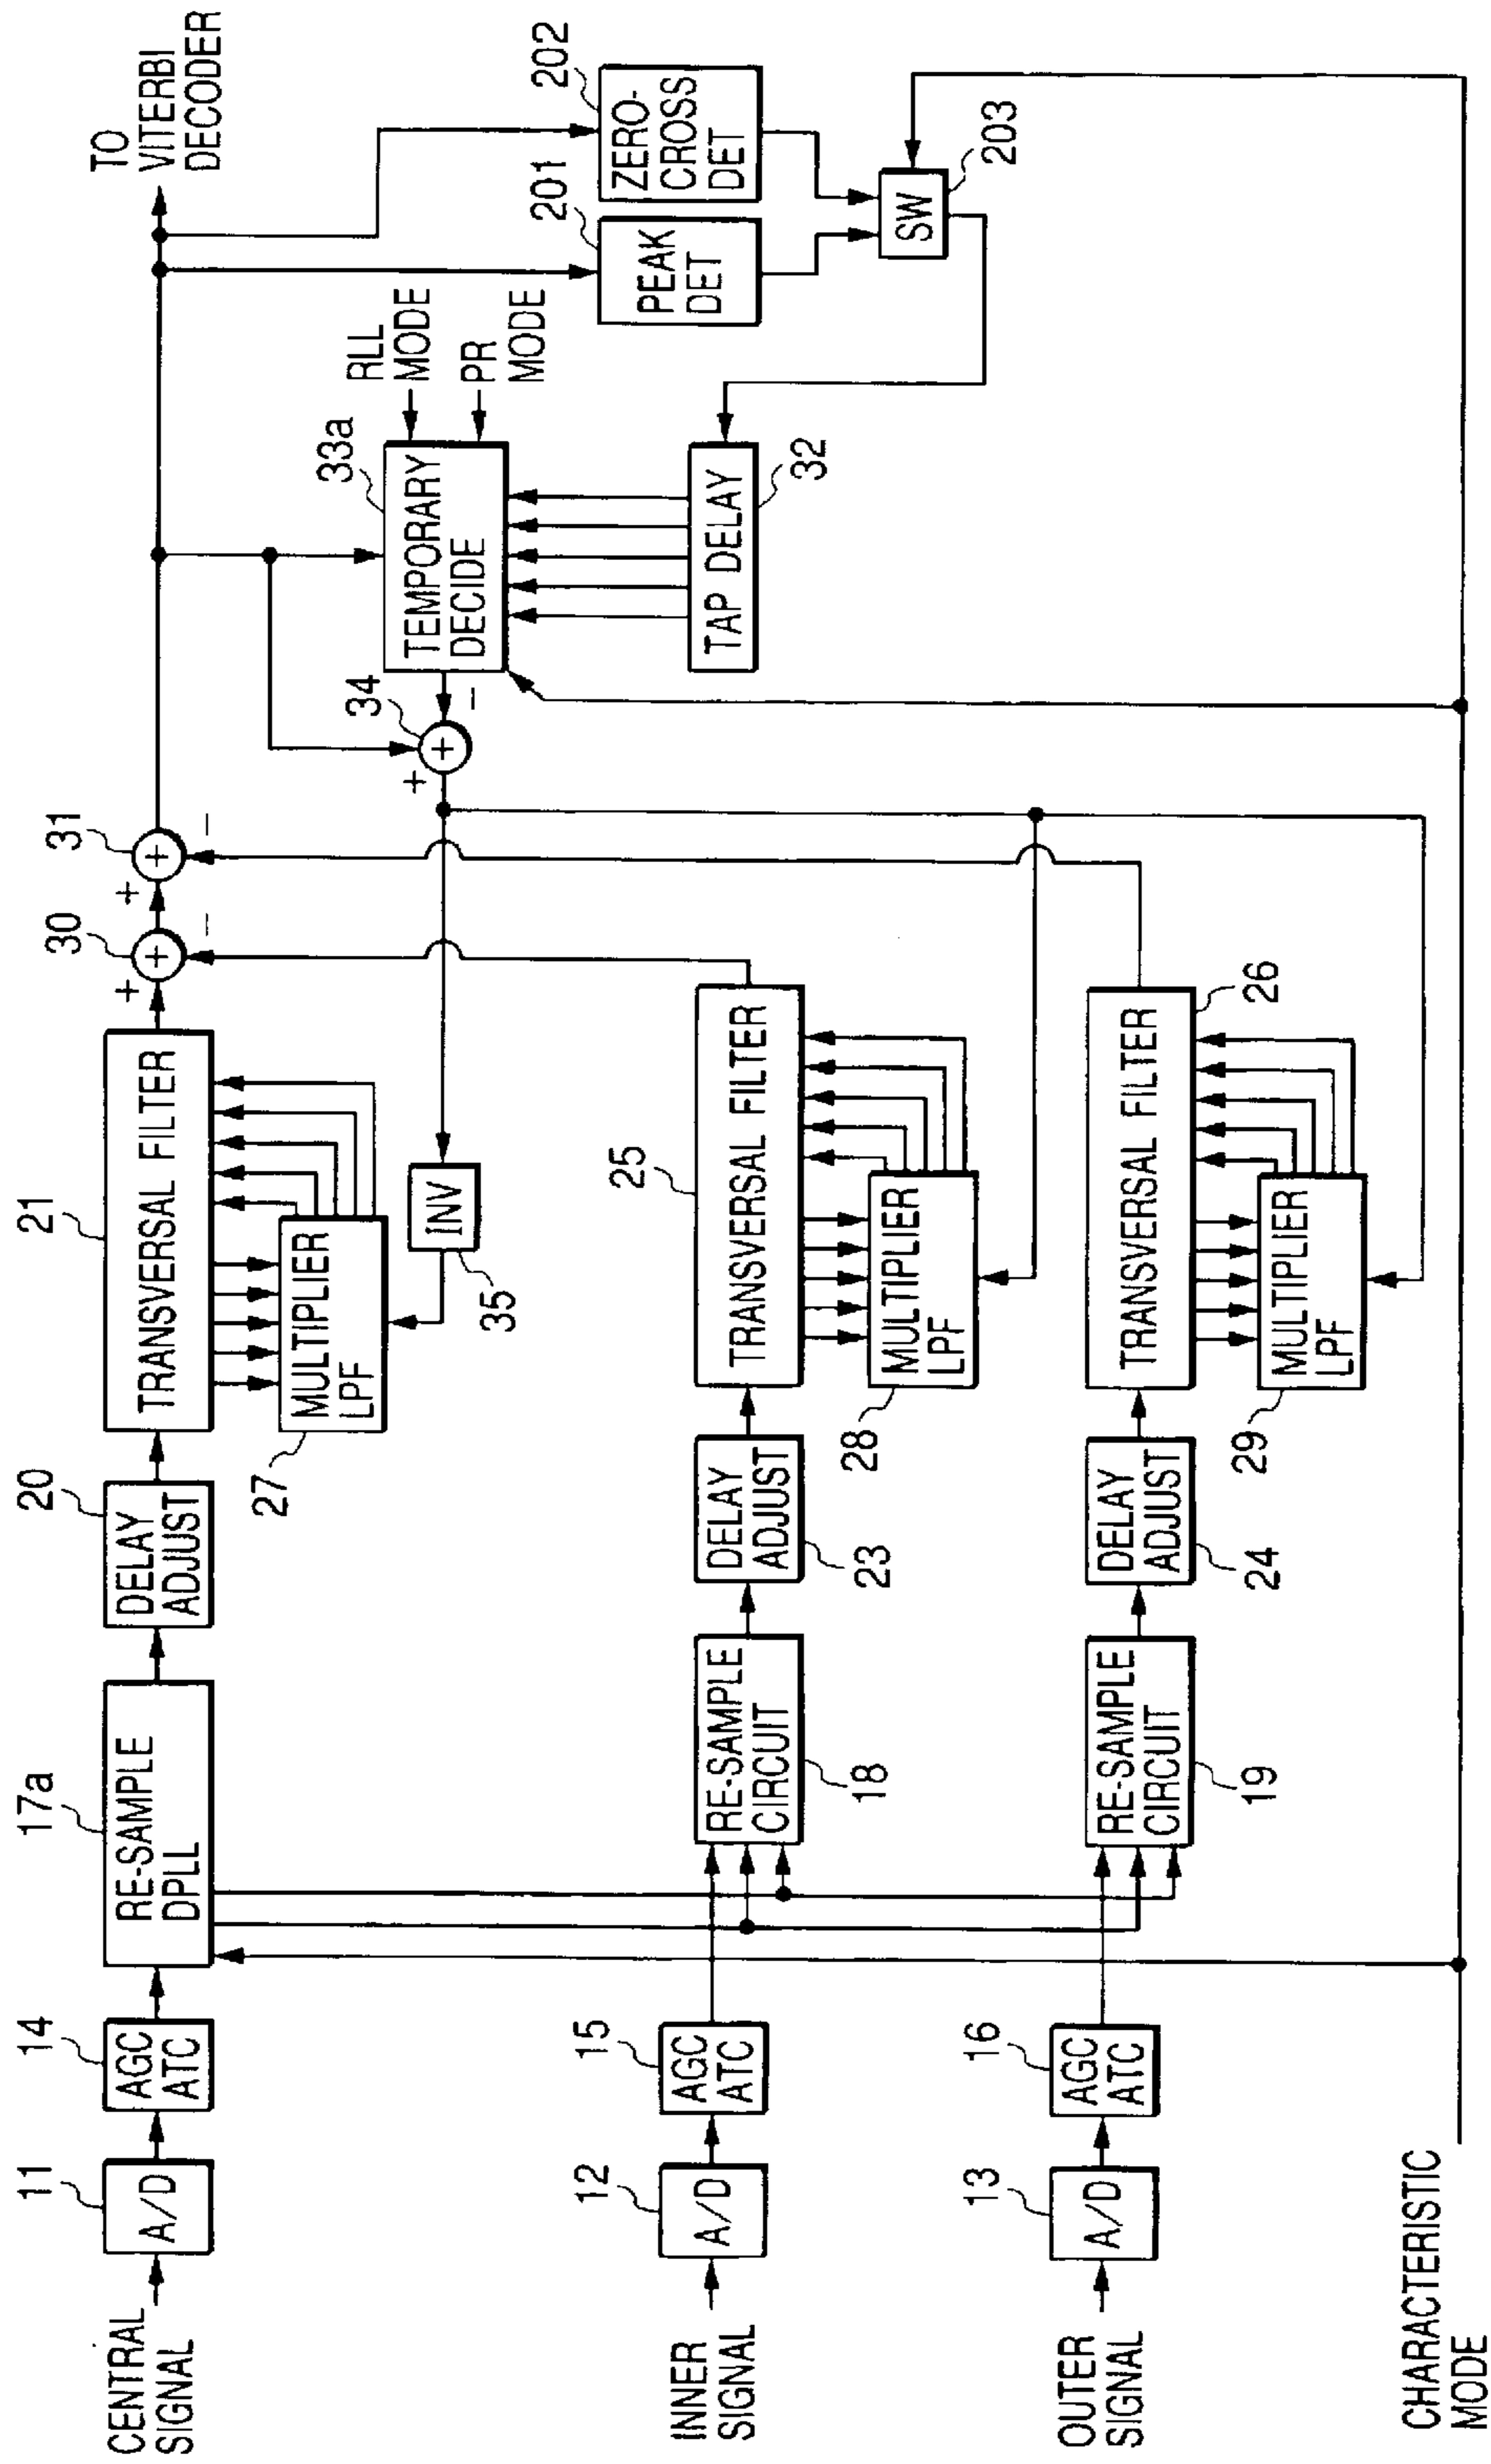 CENTRAL
SIGNAL
11
A/D
14
AGC
ATC
17a
RE-SAMPLE
DPLL
20
DELAY
ADJUST
21
TRANSVERSAL FILTER
27
MULTIPLIER
LPF
35
INV
30
+
+
−
31
+
+
−
34
+
+
−
33a
TEMPORARY
DECIDE
RLL
MODE
PR
MODE
TAP DELAY
32
TO
VITERBI
DECODER
201
PEAK
DET
202
ZERO-
CROSS
DET
SW
203
INNER
SIGNAL
12
A/D
15
AGC
ATC
RE-SAMPLE
CIRCUIT
18
DELAY
ADJUST
23
25
TRANSVERSAL FILTER
28
MULTIPLIER
LPF
OUTER
SIGNAL
13
A/D
16
AGC
ATC
RE-SAMPLE
CIRCUIT
19
DELAY
ADJUST
24
TRANSVERSAL FILTER
26
29
MULTIPLIER
LPF
CHARACTERISTIC
MODE